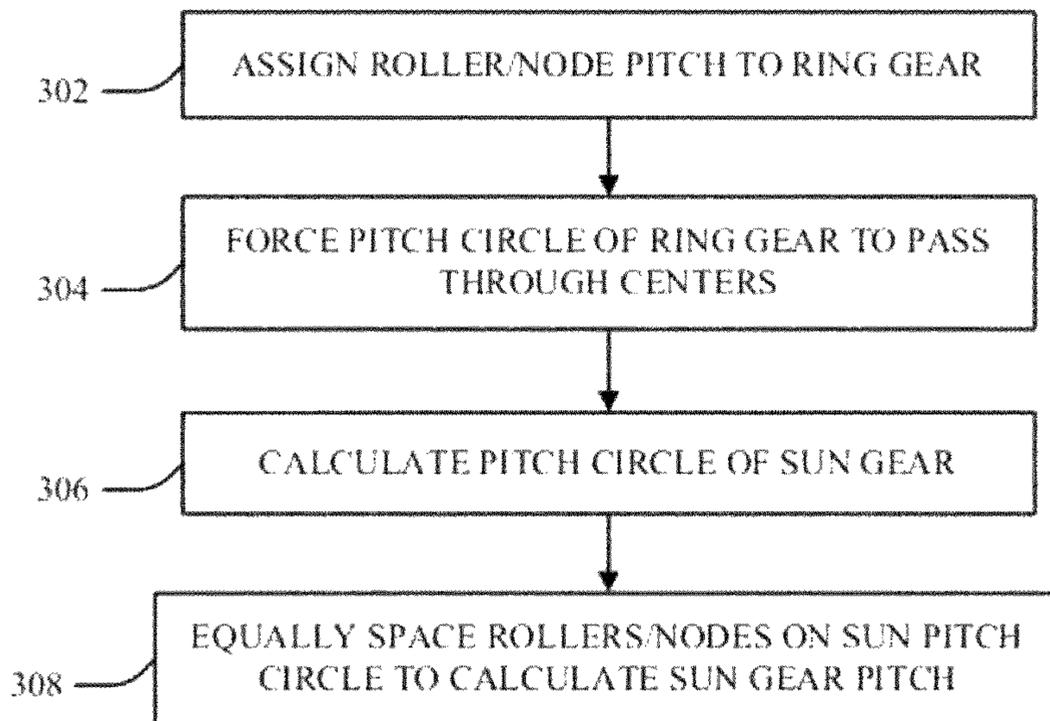 302
ASSIGN ROLLER/NODE PITCH TO RING GEAR
304
FORCE PITCH CIRCLE OF RING GEAR TO PASS
THROUGH CENTERS
306
CALCULATE PITCH CIRCLE OF SUN GEAR
308
EQUALLY SPACE ROLLERS/NODES ON SUN PITCH
CIRCLE TO CALCULATE SUN GEAR PITCH